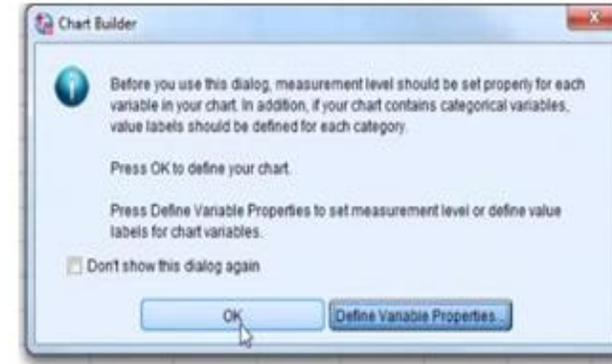 Chart Builder
Before you use this dialog, measurement level should be set properly for each
variable in your chart. In addition, if your chart contains categorical variables,
value labels should be defined for each category.
Press OK to define your chart.
Press Define Variable Properties to set measurement level or define value
labels for chart variables.
Don't show this dialog again
OK
Define Variable Properties...